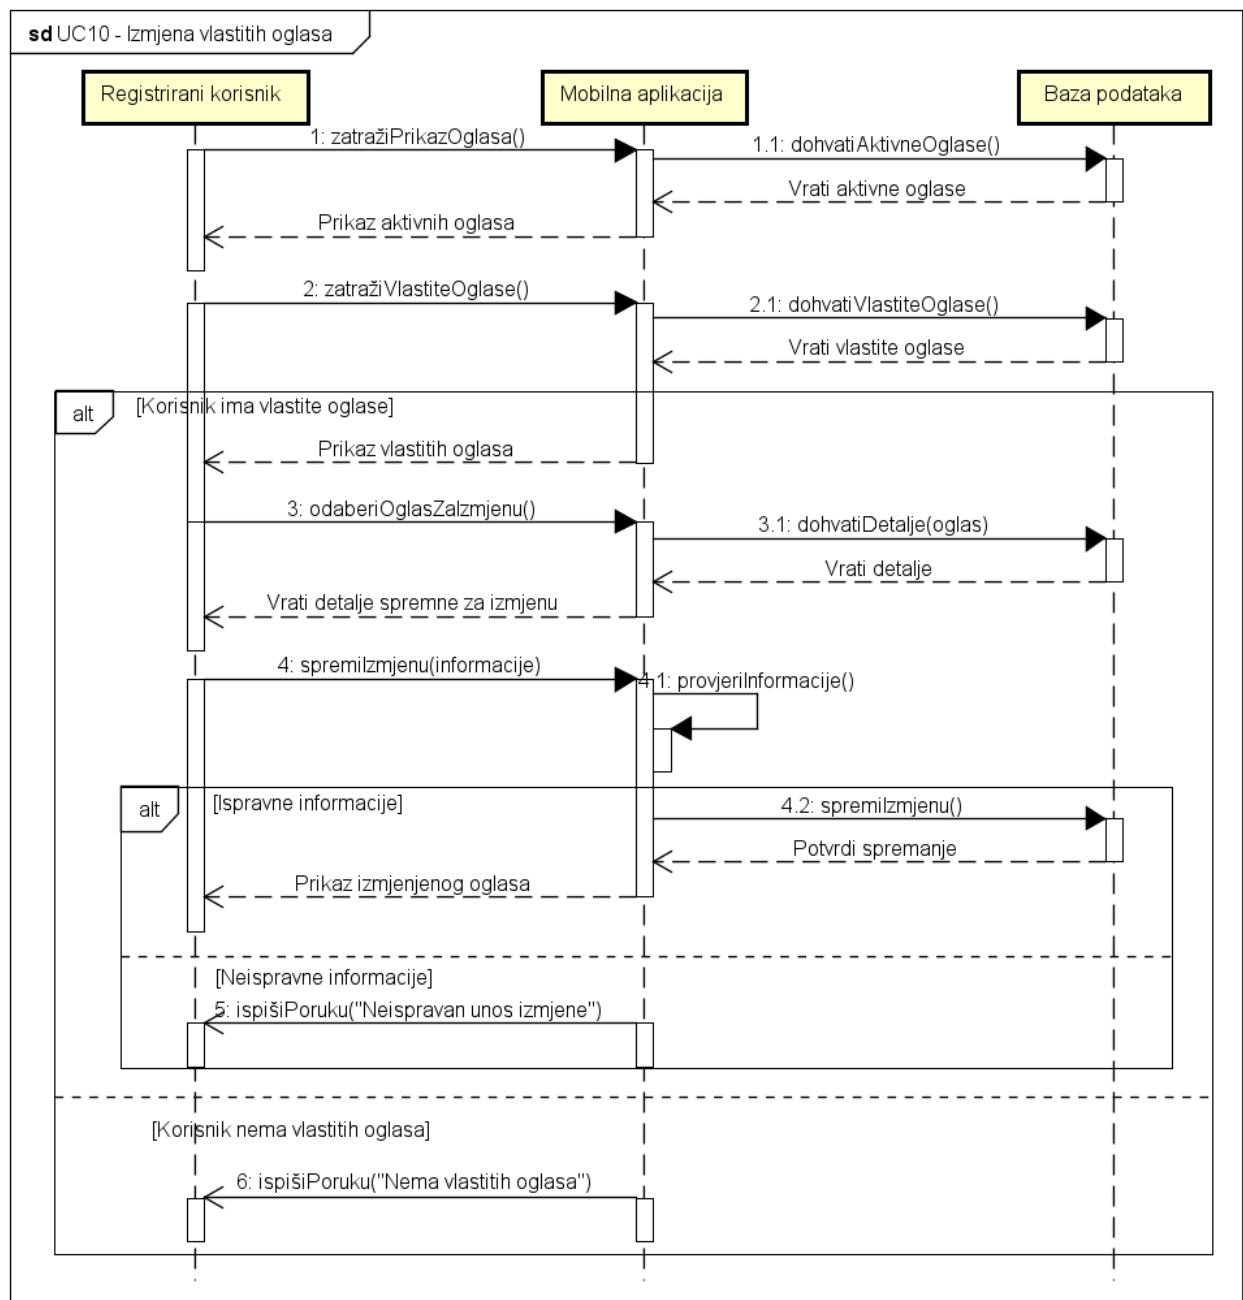 sd UC10 - Izmjena vlastitih oglasa
Registrirani korisnik
Mobilna aplikacija
Baza podataka
1: zatražiPrikazOglasa()
1.1: dohvatiAktivneOglase()
Vrati aktivne oglase
Prikaz aktivnih oglasa
2: zatražiVlastiteOglase()
2.1: dohvatiVlastiteOglase()
Vrati vlastite oglase
alt
[Korisnik ima vlastite oglase]
Prikaz vlastitih oglasa
3: odaberiOglasZaIzmjenu()
3.1: dohvatiDetalje(oglas)
Vrati detalje
Vrati detalje spremne za izmjenu
4: spremiIzmjenu(informacije)
4.1: provjeriInformacije()
alt
[Ispravne informacije]
4.2: spremiIzmjenu()
Potvrdi spremanje
Prikaz izmjenjenog oglasa
[Neispravne informacije]
5: ispišiPoruku("Neispravan unos izmjene")
[Korisnik nema vlastitih oglasa]
6: ispišiPoruku("Nema vlastitih oglasa")